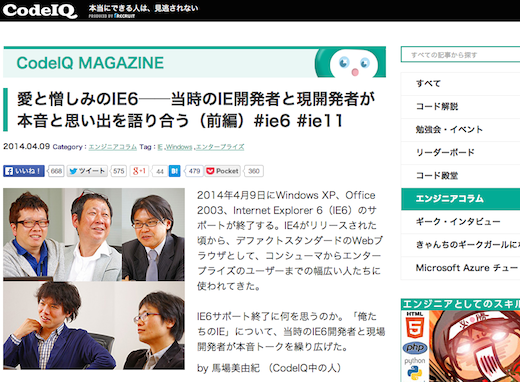 CodeIQ
本当にできる人は、見逃されない
PRODUCED BY RECRUIT
CodeIQ MAGAZINE
愛と憎しみのIE6──当時のIE開発者と現開発者が
本音と思い出を語り合う（前編）#ie6 #ie11
2014.04.09 Category : エンジニアコラム Tag : IE ,Windows ,エンタープライズ
いいね！ 668 ツイート 575 +1 44 B! 479 Pocket 360
2014年4月9日にWindows XP、Office
2003、Internet Explorer 6（IE6）のサ
ポートが終了する。IE4がリリースされた
頃から、デファクトスタンダードのWebブ
ラウザとして、コンシューマからエンター
プライズのユーザーまでの幅広い人たちに
使われてきた。
IE6サポート終了に何を思うのか。「俺た
ちのIE」について、当時のIE6開発者と現場
開発者が本音トークを繰り広げた。
by 馬場美由紀 （CodeIQ中の人）
すべての記事から探す
すべて
コード解説
勉強会・イベント
リーダーボード
コード殿堂
エンジニアコラム
ギーク・インタビュー
きゃんちのギークガールにな
Microsoft Azure チュー
エンジニアとしてのスキル
HTML
5
php
python